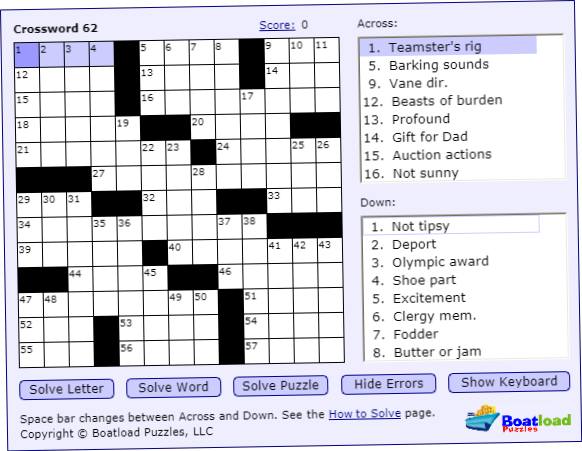 Crossword 62
Score: 0
1 2 3 4 5 6 7 8 9 10 11
12 13 14
15 16 17
18 19 20
21 22 23 24 25 26
27 28
29 30 31 32 33
34 35 36 37 38
39 40 41 42 43
44 45 46
47 48 49 50 51
52 53 54
55 56 57
Across:
1. Teamster's rig
5. Barking sounds
9. Vane dir.
12. Beasts of burden
13. Profound
14. Gift for Dad
15. Auction actions
16. Not sunny
Down:
1. Not tipsy
2. Deport
3. Olympic award
4. Shoe part
5. Excitement
6. Clergy mem.
7. Fodder
8. Butter or jam
Solve Letter Solve Word Solve Puzzle Hide Errors Show Keyboard
Space bar changes between Across and Down. See the How to Solve page.
Copyright © Boatload Puzzles, LLC
Boatload
Puzzles